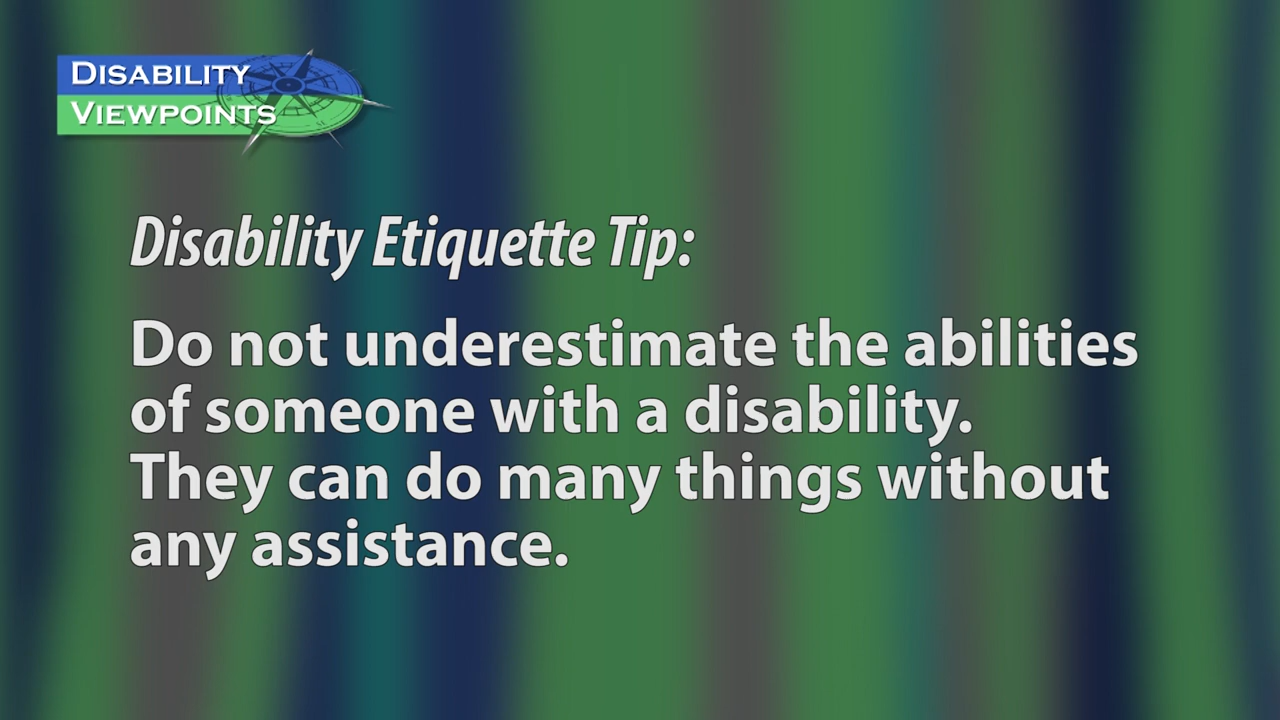 DISABILITY
VIEWPOINTS
Disability Etiquette Tip:
Do not underestimate the abilities
of someone with a disability.
They can do many things without
any assistance.